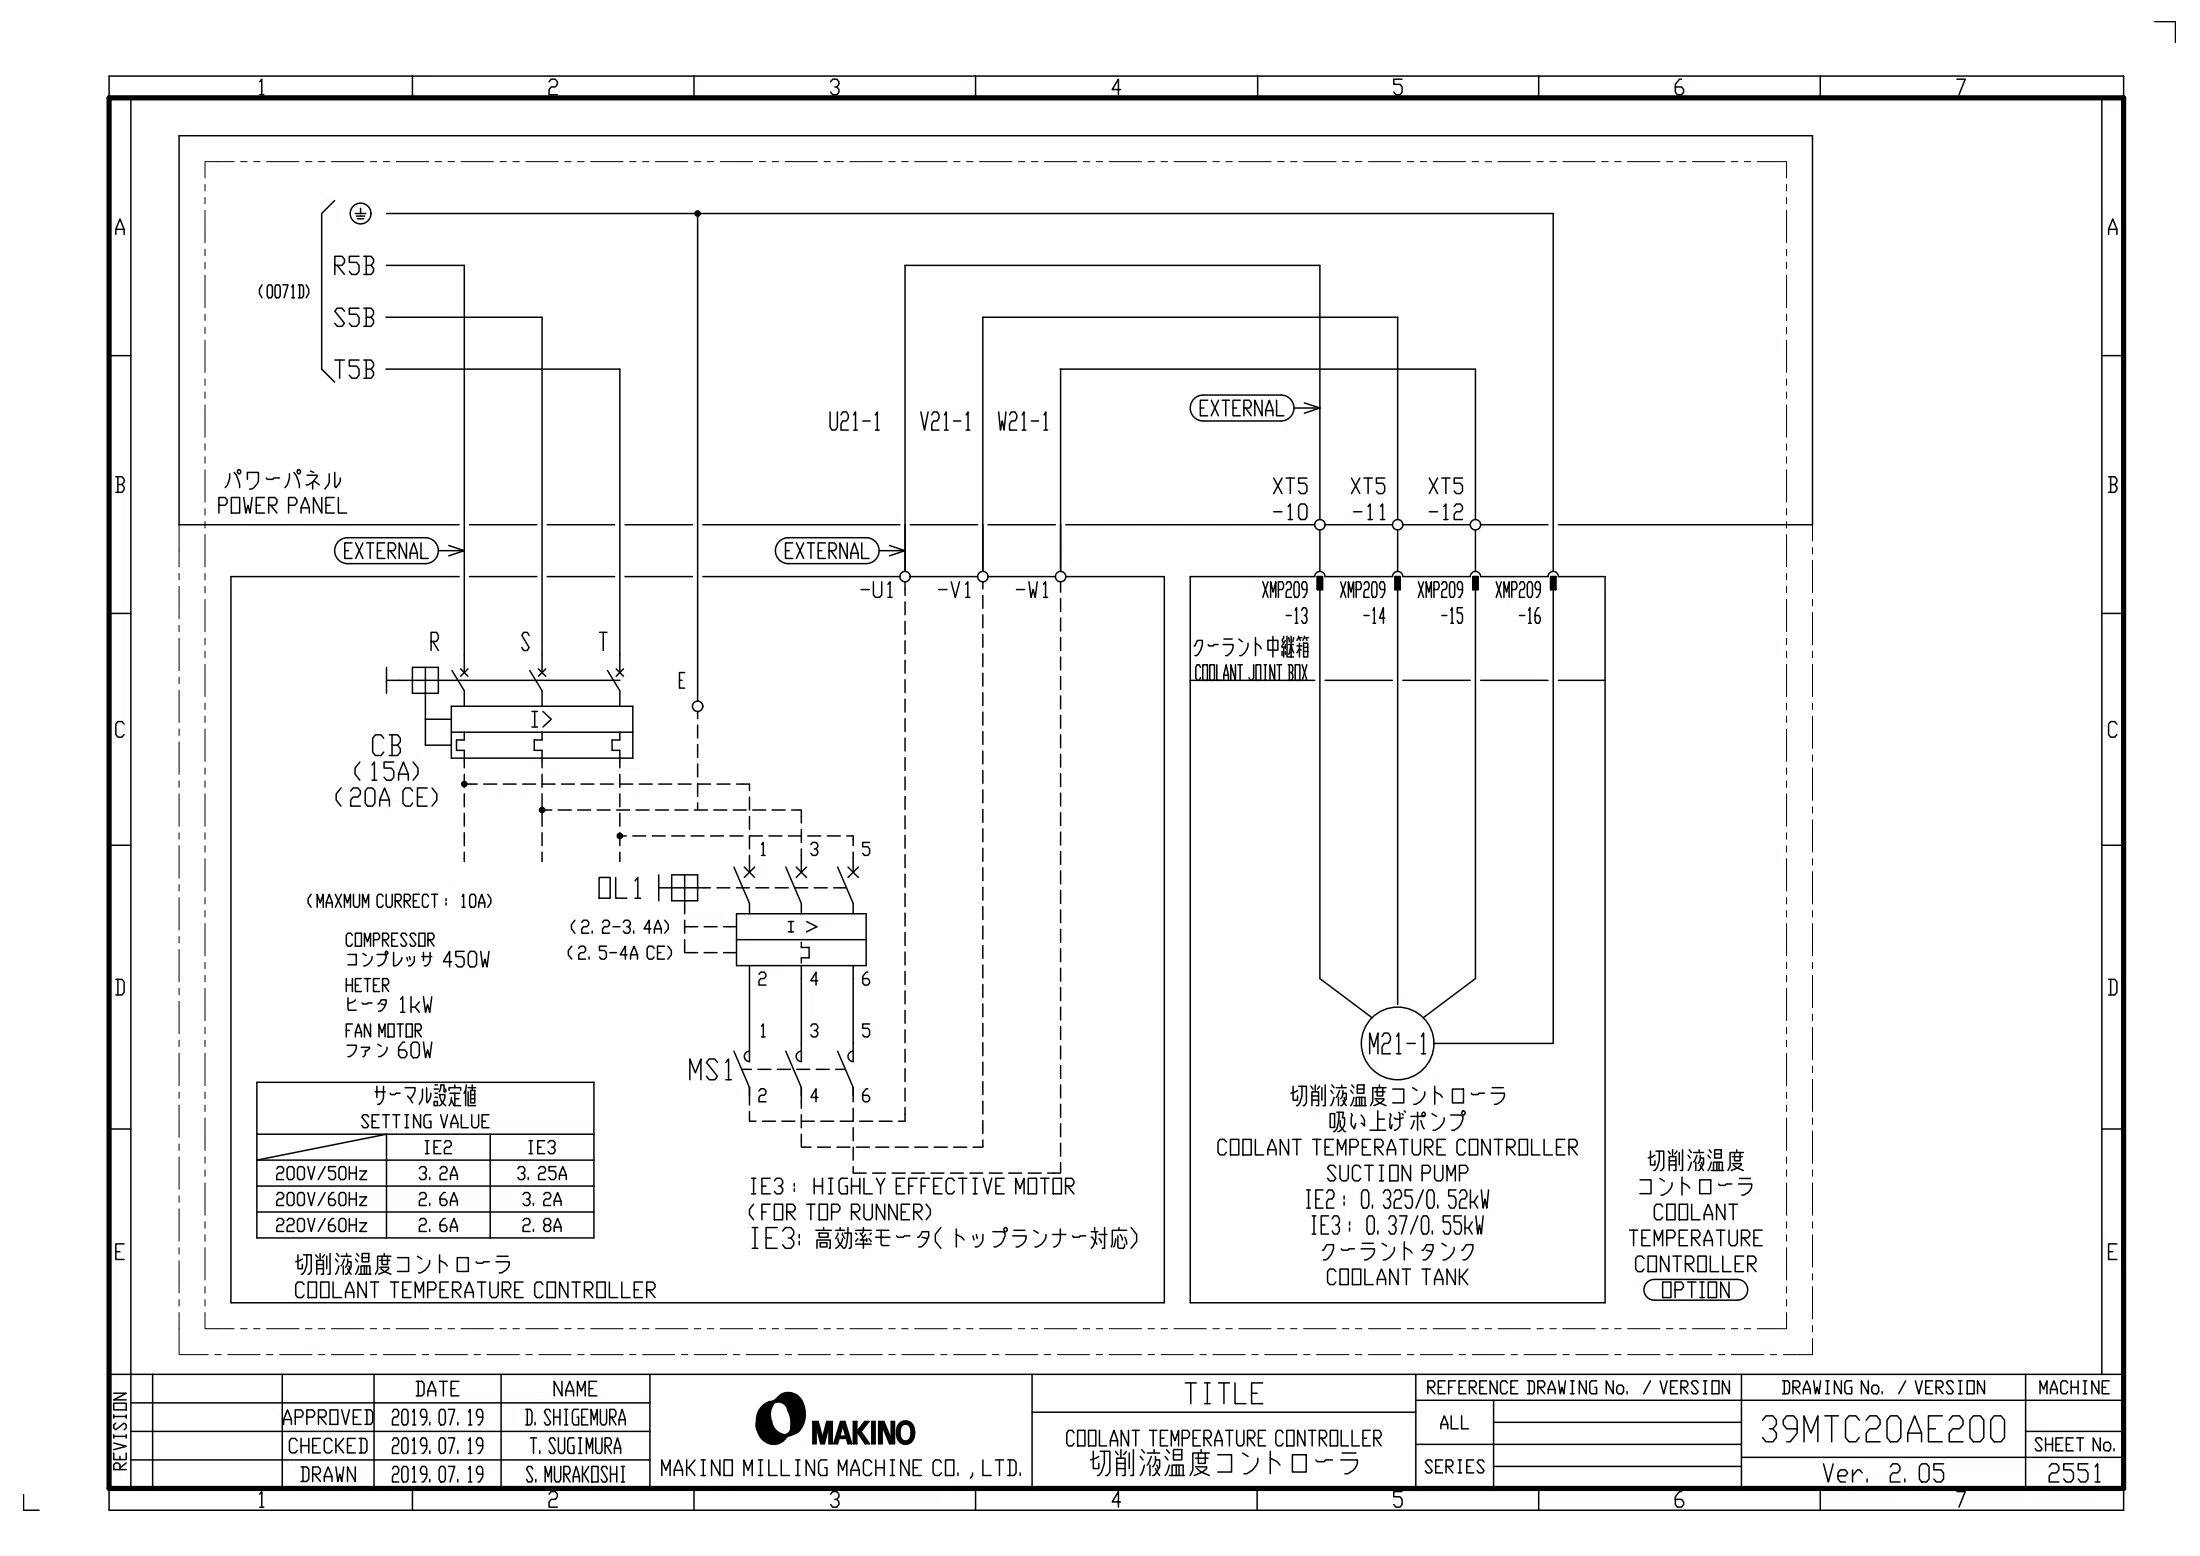 1 2 3 4 5 6 7
A A
R5B
(0071D)
S5B
T5B
EXTERNAL
U21-1 V21-1 W21-1
パワーパネル
POWER PANEL
B B
XT5 XT5 XT5
-10 -11 -12
EXTERNAL EXTERNAL
-U1 -V1 -W1
XMP209 XMP209 XMP209 XMP209
-13 -14 -15 -16
R S T
E
クーラント中継箱
COOLANT JOINT BOX
C C
I>
CB
(15A)
(20A CE)
1 3 5
OL1
(2.2-3.4A)
(2.5-4A CE)
I >
2 4 6
(MAXMUM CURRECT: 10A)
COMPRESSOR
コンプレッサ 450W
HETER
ヒータ 1kW
FAN MOTOR
ファン 60W
D D
1 3 5
MS1
2 4 6
M21-1
サーマル設定値
SETTING VALUE
IE2 IE3
200V/50Hz 3.2A 3.25A
200V/60Hz 2.6A 3.2A
220V/60Hz 2.6A 2.8A
切削液温度コントローラ
COOLANT TEMPERATURE CONTROLLER
IE3: HIGHLY EFFECTIVE MOTOR
(FOR TOP RUNNER)
IE3: 高効率モータ(トップランナー対応)
切削液温度コントローラ
吸い上げポンプ
COOLANT TEMPERATURE CONTROLLER
SUCTION PUMP
IE2: 0.325/0.52kW
IE3: 0.37/0.55kW
クーラントタンク
COOLANT TANK
切削液温度
コントローラ
COOLANT
TEMPERATURE
CONTROLLER
OPTION
E E
REVISION
DATE NAME
APPROVED 2019.07.19 D. SHIGEMURA
CHECKED 2019.07.19 T. SUGIMURA
DRAWN 2019.07.19 S. MURAKOSHI
MAKINO
MAKINO MILLING MACHINE CO.,LTD.
TITLE
COOLANT TEMPERATURE CONTROLLER
切削液温度コントローラ
REFERENCE DRAWING No. / VERSION
ALL
SERIES
DRAWING No. / VERSION
39MTC20AE200
Ver. 2.05
MACHINE
SHEET No.
2551
1 2 3 4 5 6 7